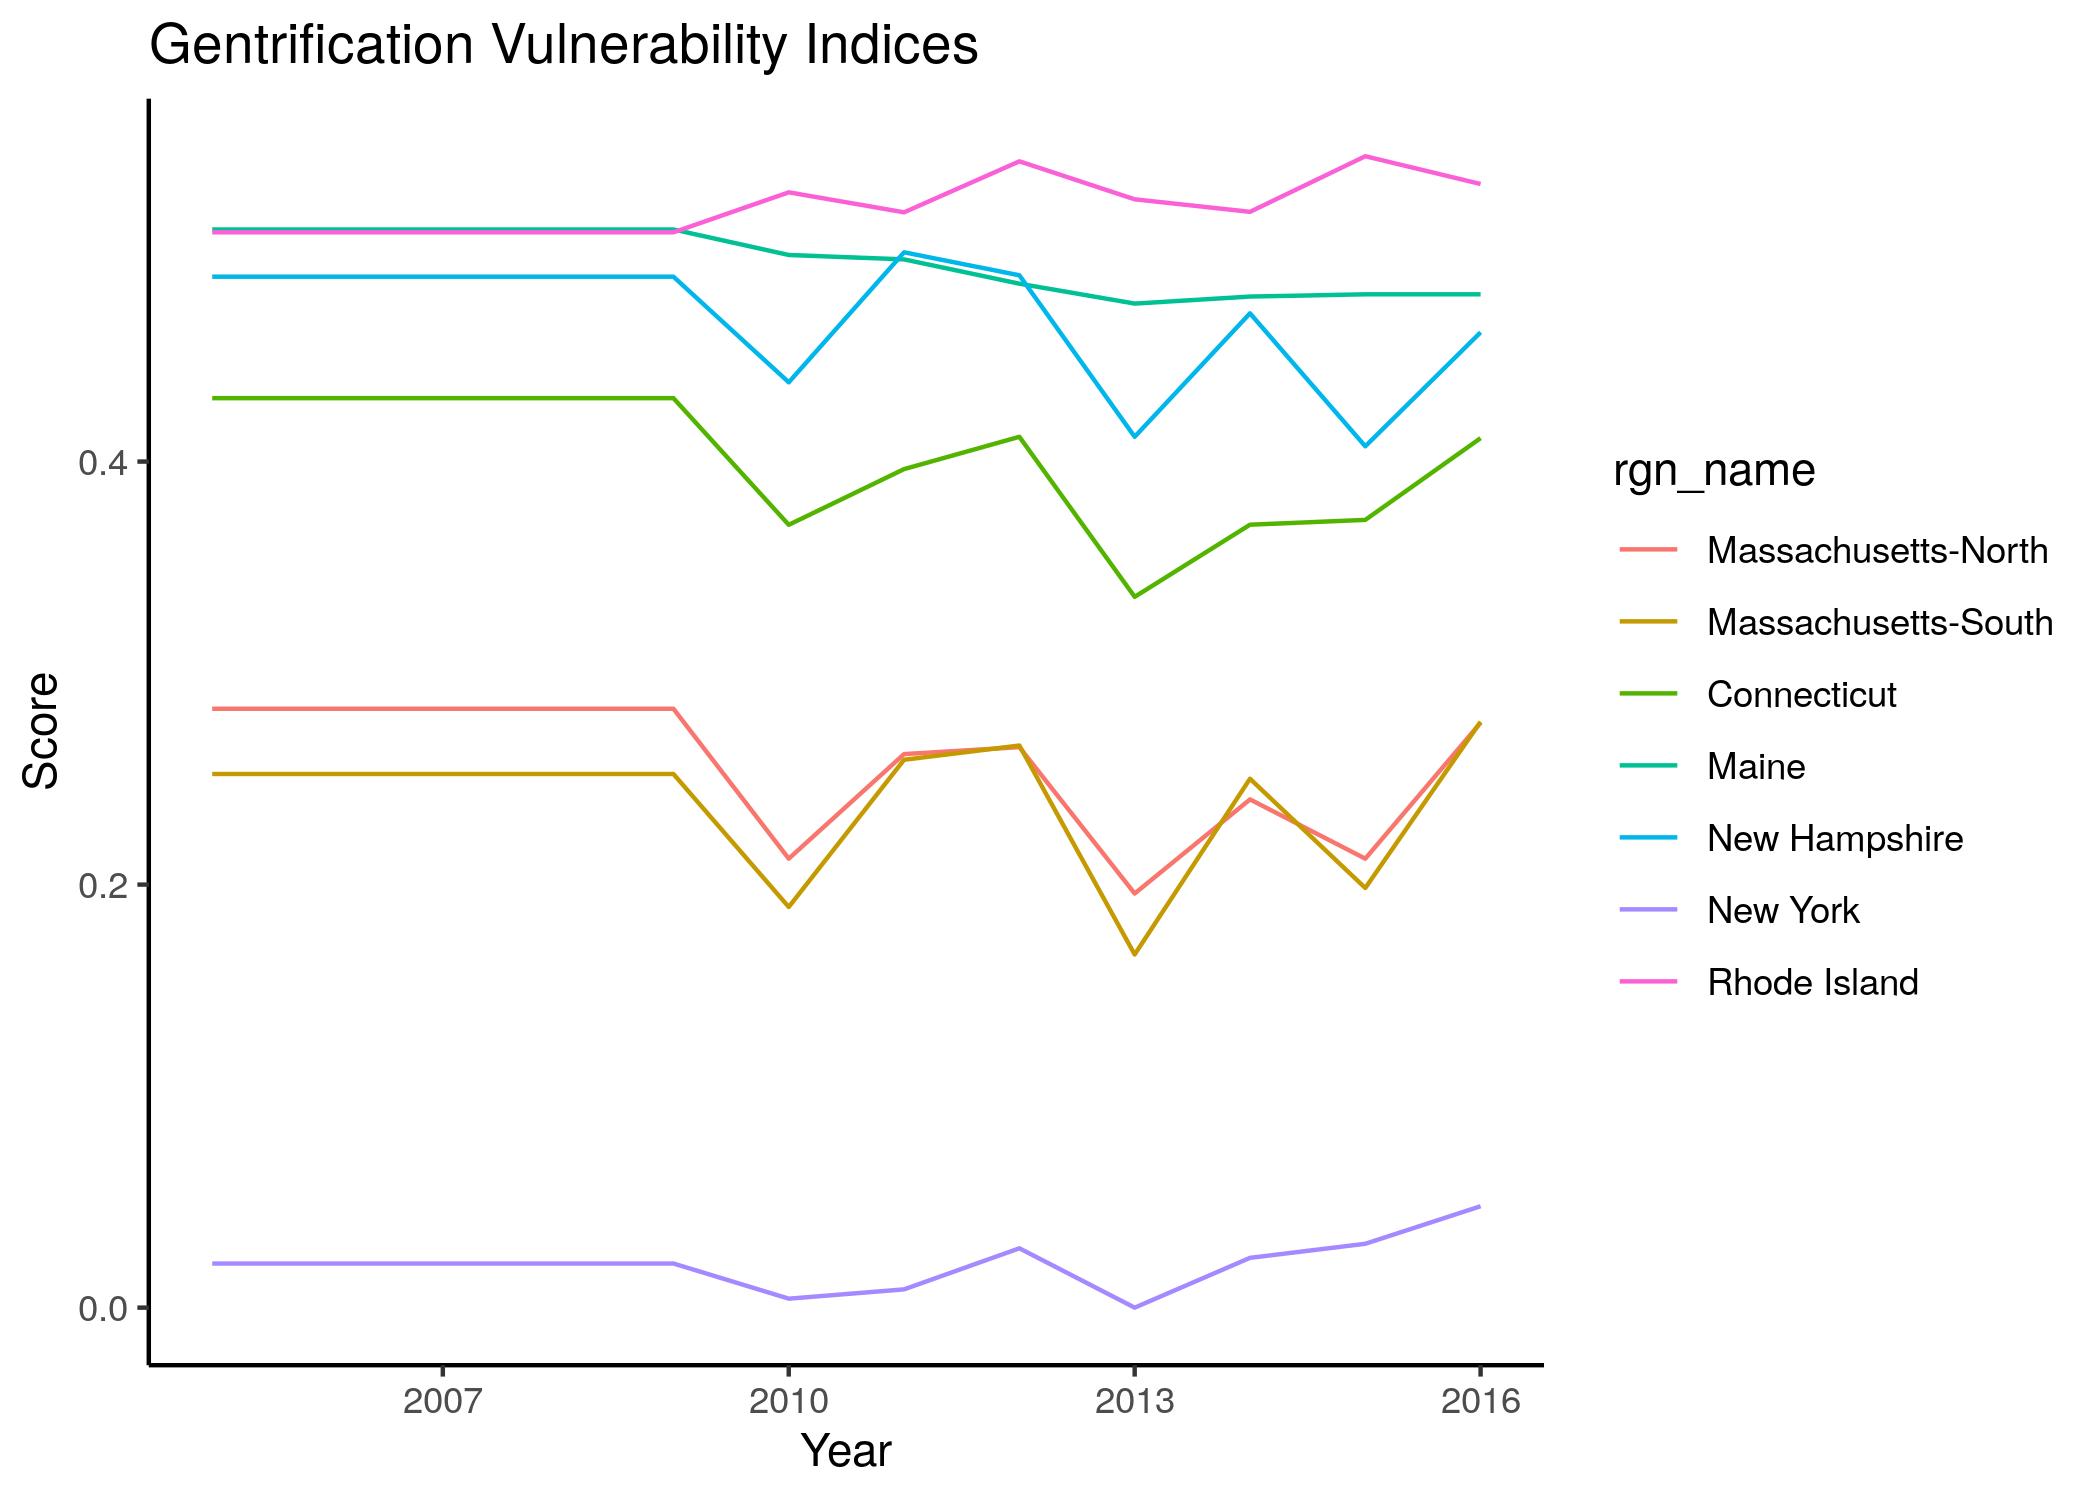 Gentrification Vulnerability Indices
Score
0.4
0.2
0.0
2007 2010 2013 2016
Year
rgn_name
Massachusetts-North
Massachusetts-South
Connecticut
Maine
New Hampshire
New York
Rhode Island